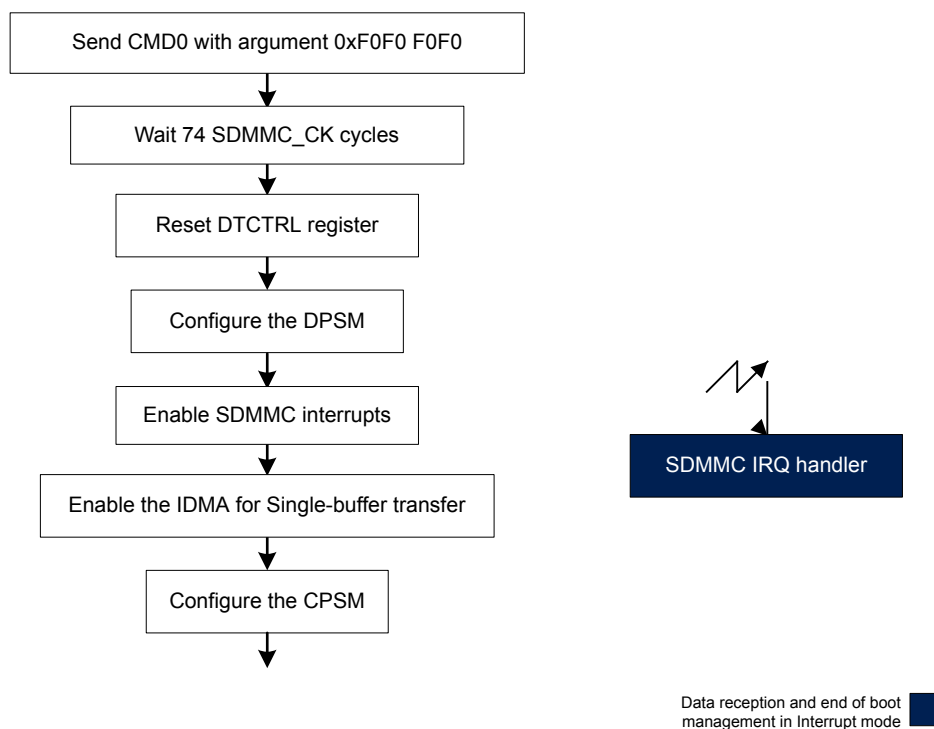 Send CMD0 with argument 0xF0F0 F0F0
Wait 74 SDMMC_CK cycles
Reset DTCTRL register
Configure the DPSM
Enable SDMMC interrupts
Enable the IDMA for Single-buffer transfer
Configure the CPSM
SDMMC IRQ handler
Data reception and end of boot
management in Interrupt mode